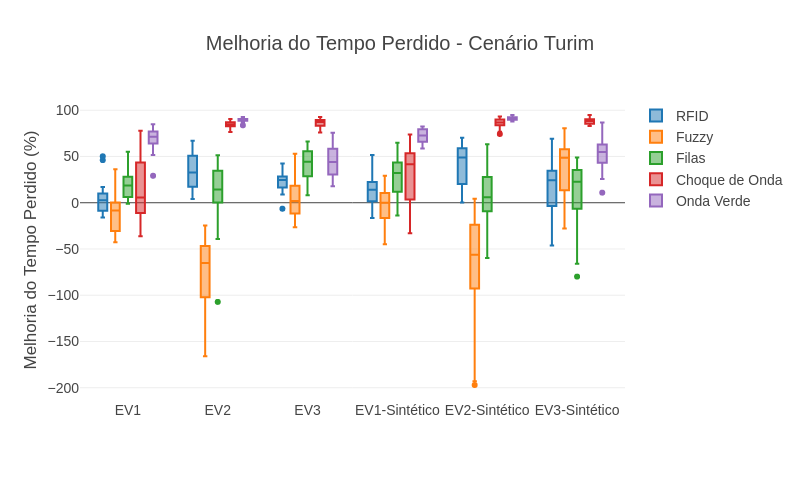 Melhoria do Tempo Perdido - Cenário Turim
Melhoria do Tempo Perdido (%)
100
50
0
−50
−100
−150
−200
EV1
EV2
EV3
EV1-Sintético
EV2-Sintético
EV3-Sintético
RFID
Fuzzy
Filas
Choque de Onda
Onda Verde